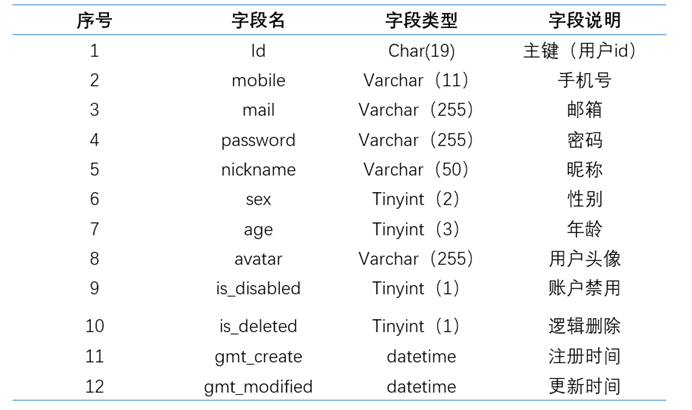 序号 字段名 字段类型 字段说明
1 Id Char(19) 主键（用户id）
2 mobile Varchar（11） 手机号
3 mail Varchar（255） 邮箱
4 password Varchar（255） 密码
5 nickname Varchar（50） 昵称
6 sex Tinyint（2） 性别
7 age Tinyint（3） 年龄
8 avatar Varchar（255） 用户头像
9 is_disabled Tinyint（1） 账户禁用
10 is_deleted Tinyint（1） 逻辑删除
11 gmt_create datetime 注册时间
12 gmt_modified datetime 更新时间